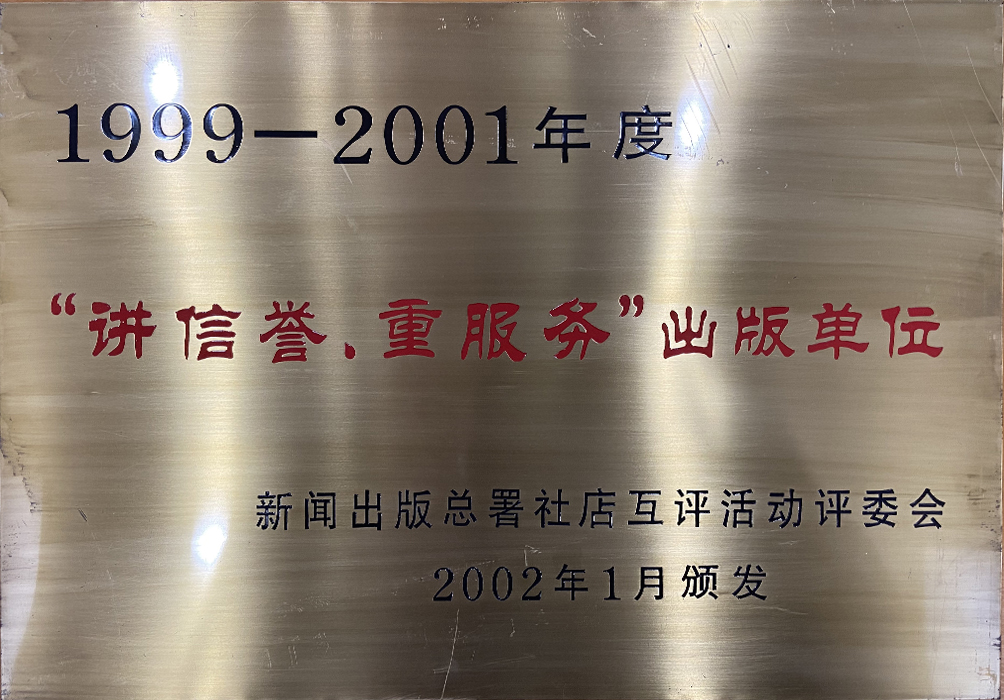 1999—2001年度
“讲信誉、重服务”出版单位
新闻出版总署社店互评活动评委会
2002年1月颁发